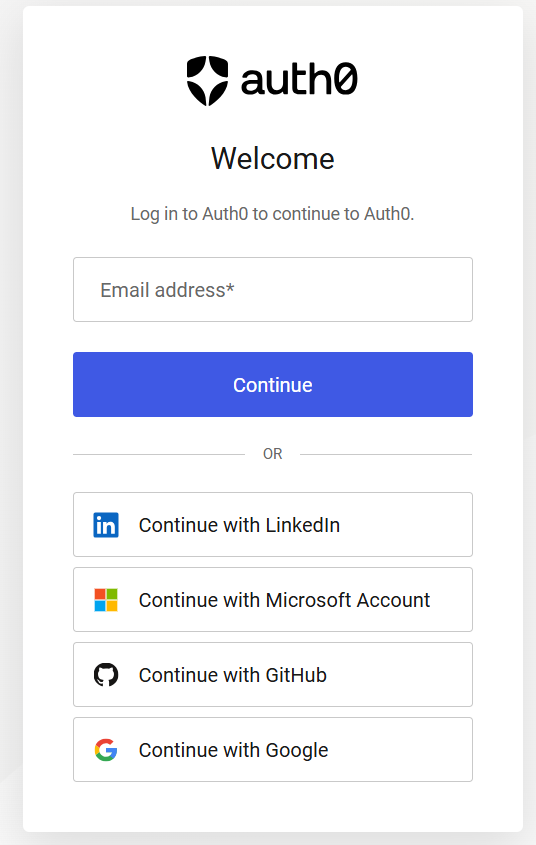 auth0
Welcome
Log in to Auth0 to continue to Auth0.
Email address*
Continue
OR
in Continue with LinkedIn
Continue with Microsoft Account
Continue with GitHub
G Continue with Google